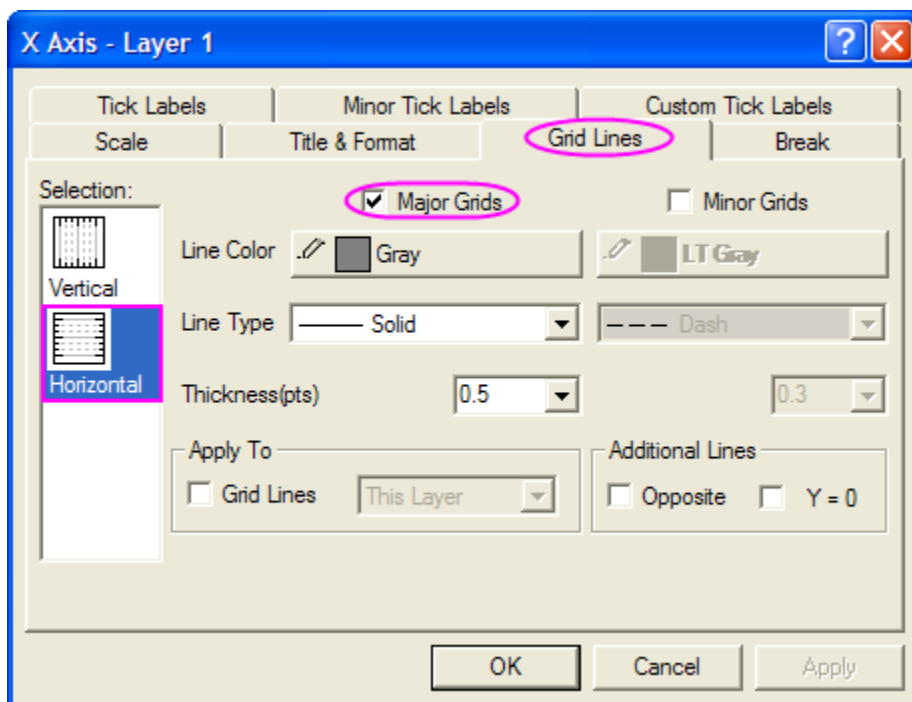 X Axis - Layer 1
Tick Labels Minor Tick Labels Custom Tick Labels
Scale Title & Format Grid Lines Break
Selection:
Major Grids Minor Grids
Vertical
Line Color Gray LT Gray
Line Type Solid Dash
Horizontal
Thickness(pts) 0.5 0.3
Apply To Additional Lines
Grid Lines This Layer Opposite Y = 0
OK Cancel Apply